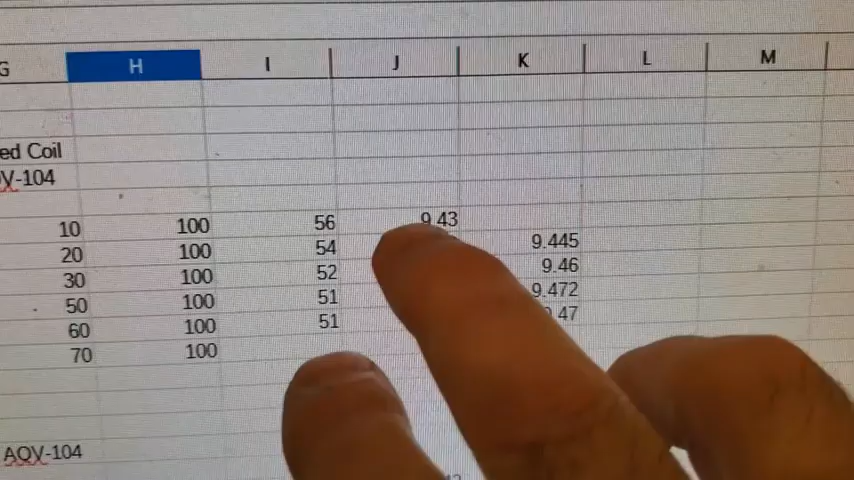 G H I J K L M
ed Coil
V-104
10 100 56 9.43
20 100 54 9.445
30 100 52 9.46
50 100 51 9.472
60 100 51 47
70 100
AQV-104